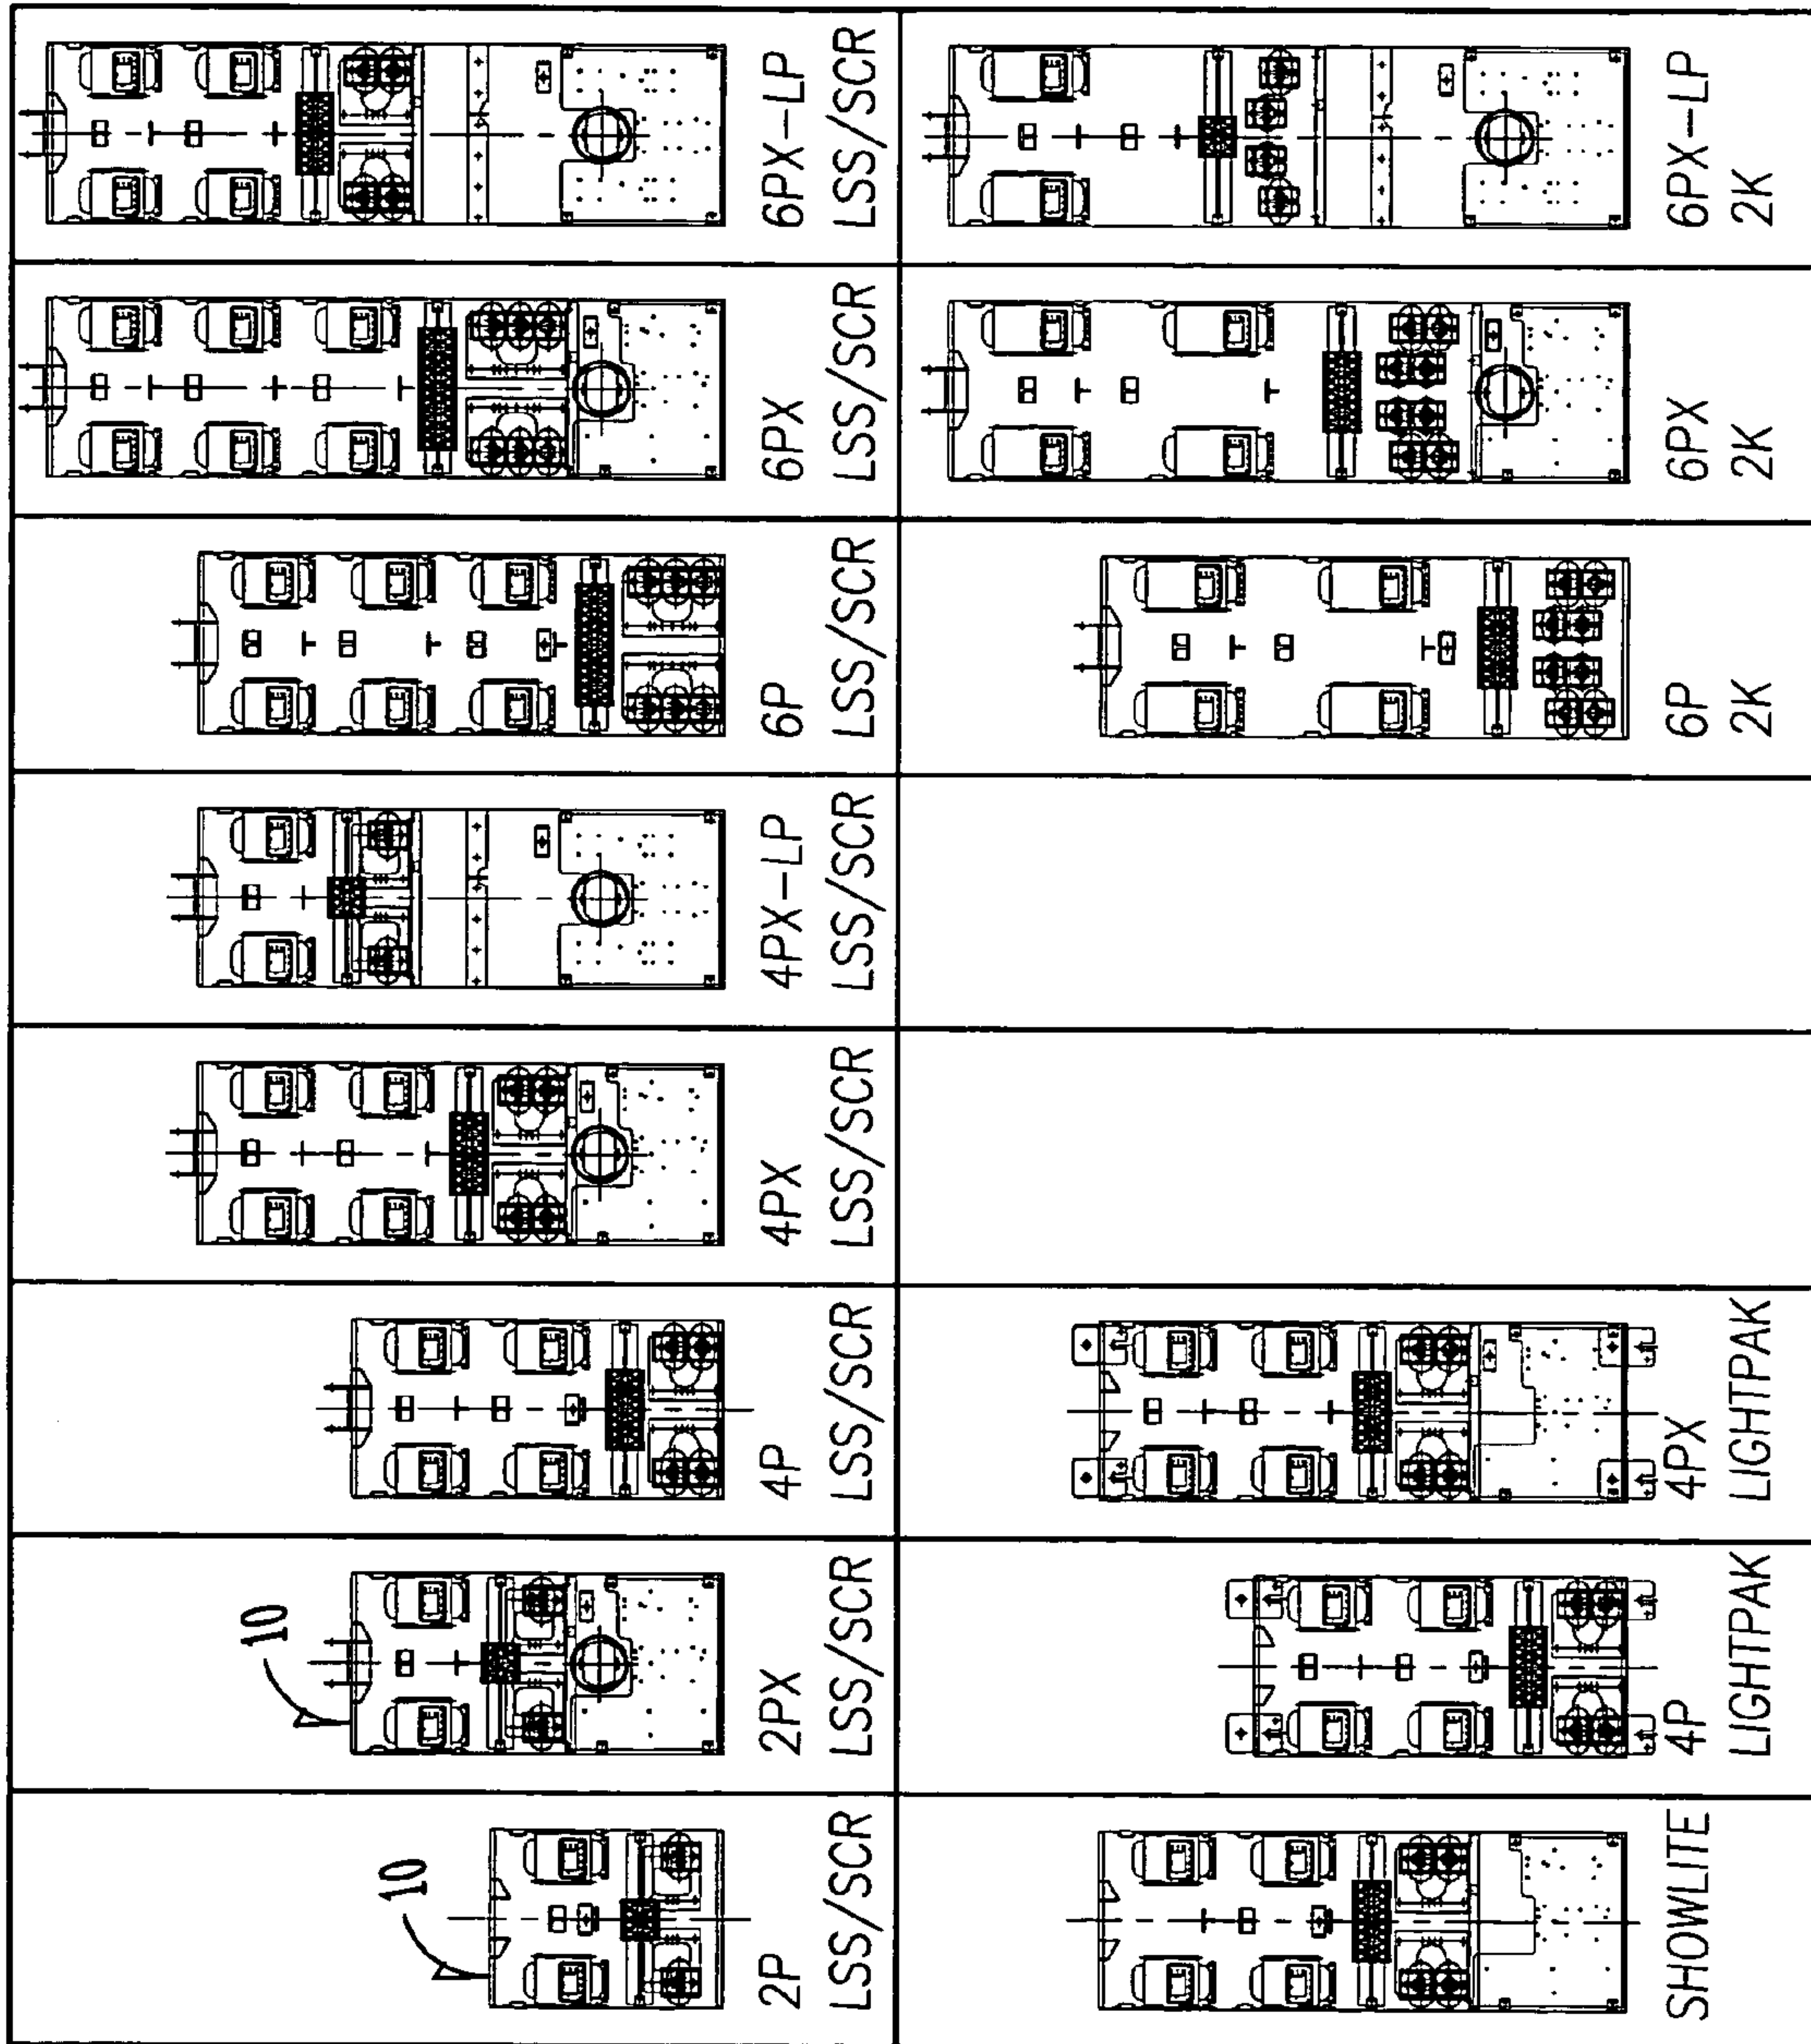 10
10
2P
LSS/SCR
2PX
LSS/SCR
4P
LSS/SCR
4PX
LSS/SCR
4PX-LP
LSS/SCR
6P
LSS/SCR
6PX
LSS/SCR
6PX-LP
LSS/SCR
SHOWLITE
4P
LIGHTPAK
4PX
LIGHTPAK
6P
2K
6PX
2K
6PX-LP
2K